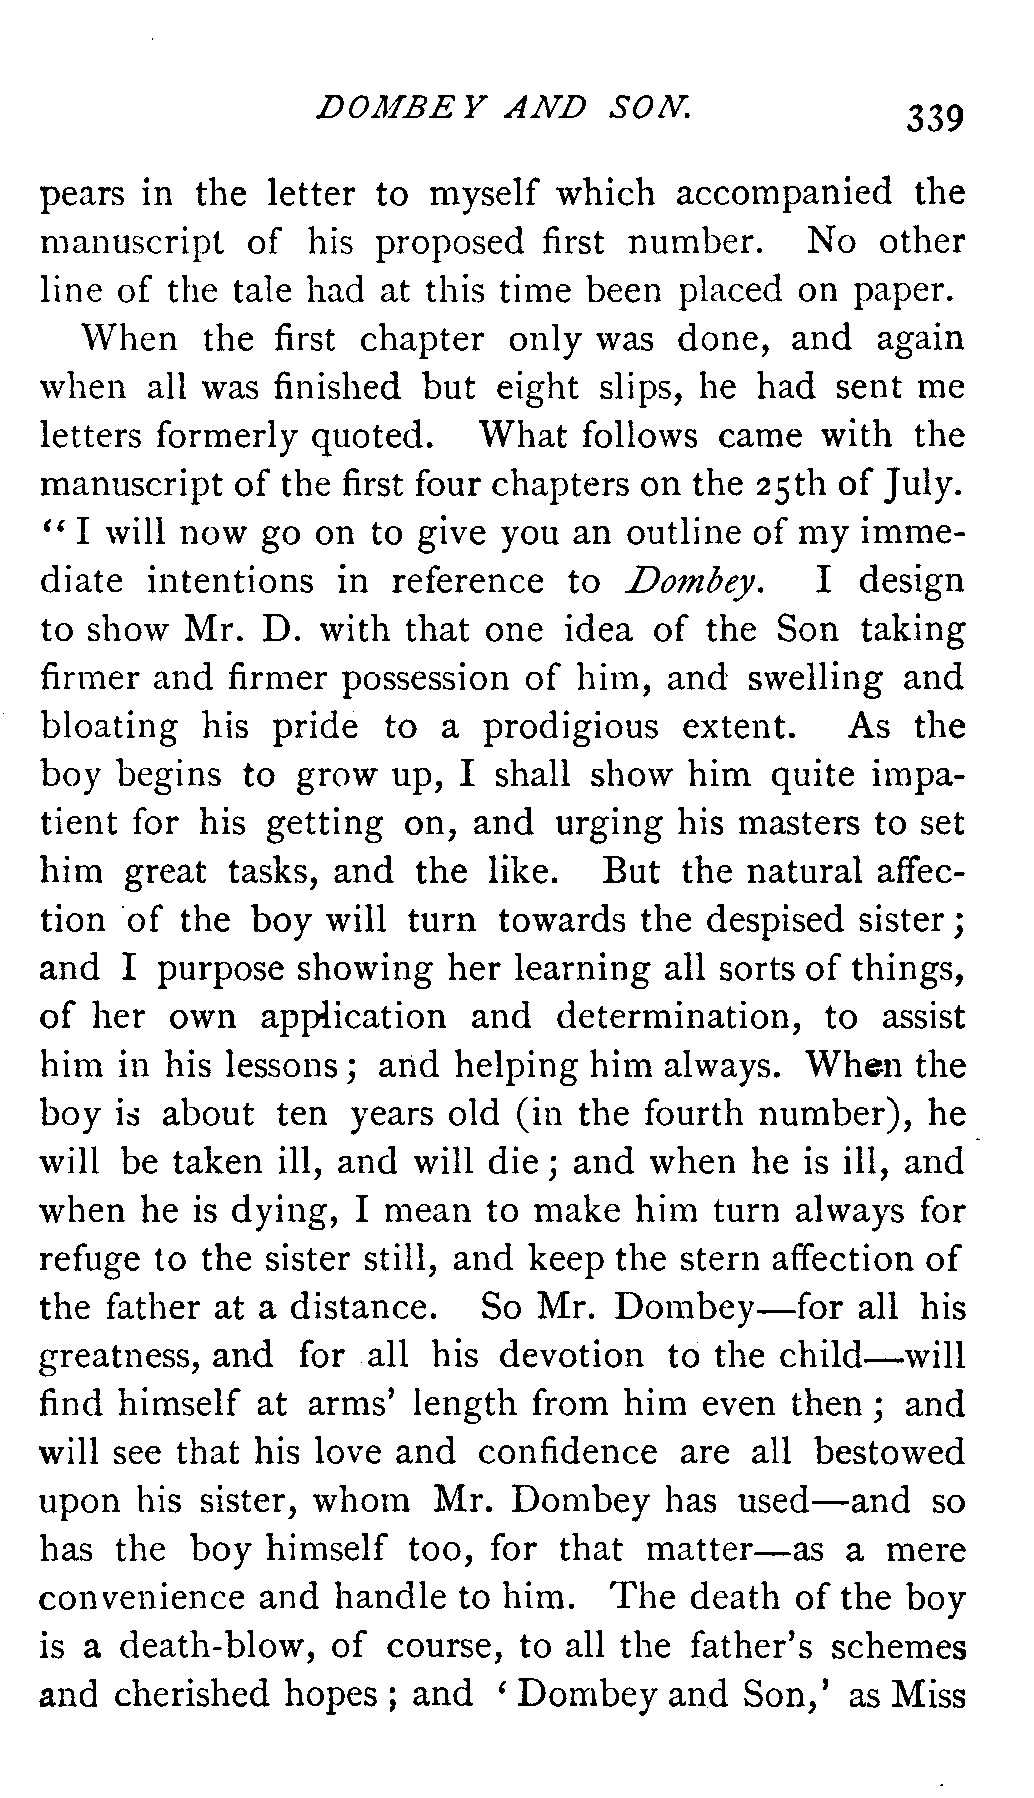 DOMBEY AND SON. 339
pears in the letter to myself which accompanied the
manuscript of his proposed first number. No other
line of the tale had at this time been placed on paper.
When the first chapter only was done, and again
when all was finished but eight slips, he had sent me
letters formerly quoted. What follows came with the
manuscript of the first four chapters on the 25th of July.
“I will now go on to give you an outline of my imme-
diate intentions in reference to Dombey. I design
to show Mr. D. with that one idea of the Son taking
firmer and firmer possession of him, and swelling and
bloating his pride to a prodigious extent. As the
boy begins to grow up, I shall show him quite impa-
tient for his getting on, and urging his masters to set
him great tasks, and the like. But the natural affec-
tion of the boy will turn towards the despised sister;
and I purpose showing her learning all sorts of things,
of her own application and determination, to assist
him in his lessons; and helping him always. When the
boy is about ten years old (in the fourth number), he
will be taken ill, and will die; and when he is ill, and
when he is dying, I mean to make him turn always for
refuge to the sister still, and keep the stern affection of
the father at a distance. So Mr. Dombey—for all his
greatness, and for all his devotion to the child—will
find himself at arms' length from him even then; and
will see that his love and confidence are all bestowed
upon his sister, whom Mr. Dombey has used—and so
has the boy himself too, for that matter—as a mere
convenience and handle to him. The death of the boy
is a death-blow, of course, to all the father's schemes
and cherished hopes; and ‘Dombey and Son,’ as Miss